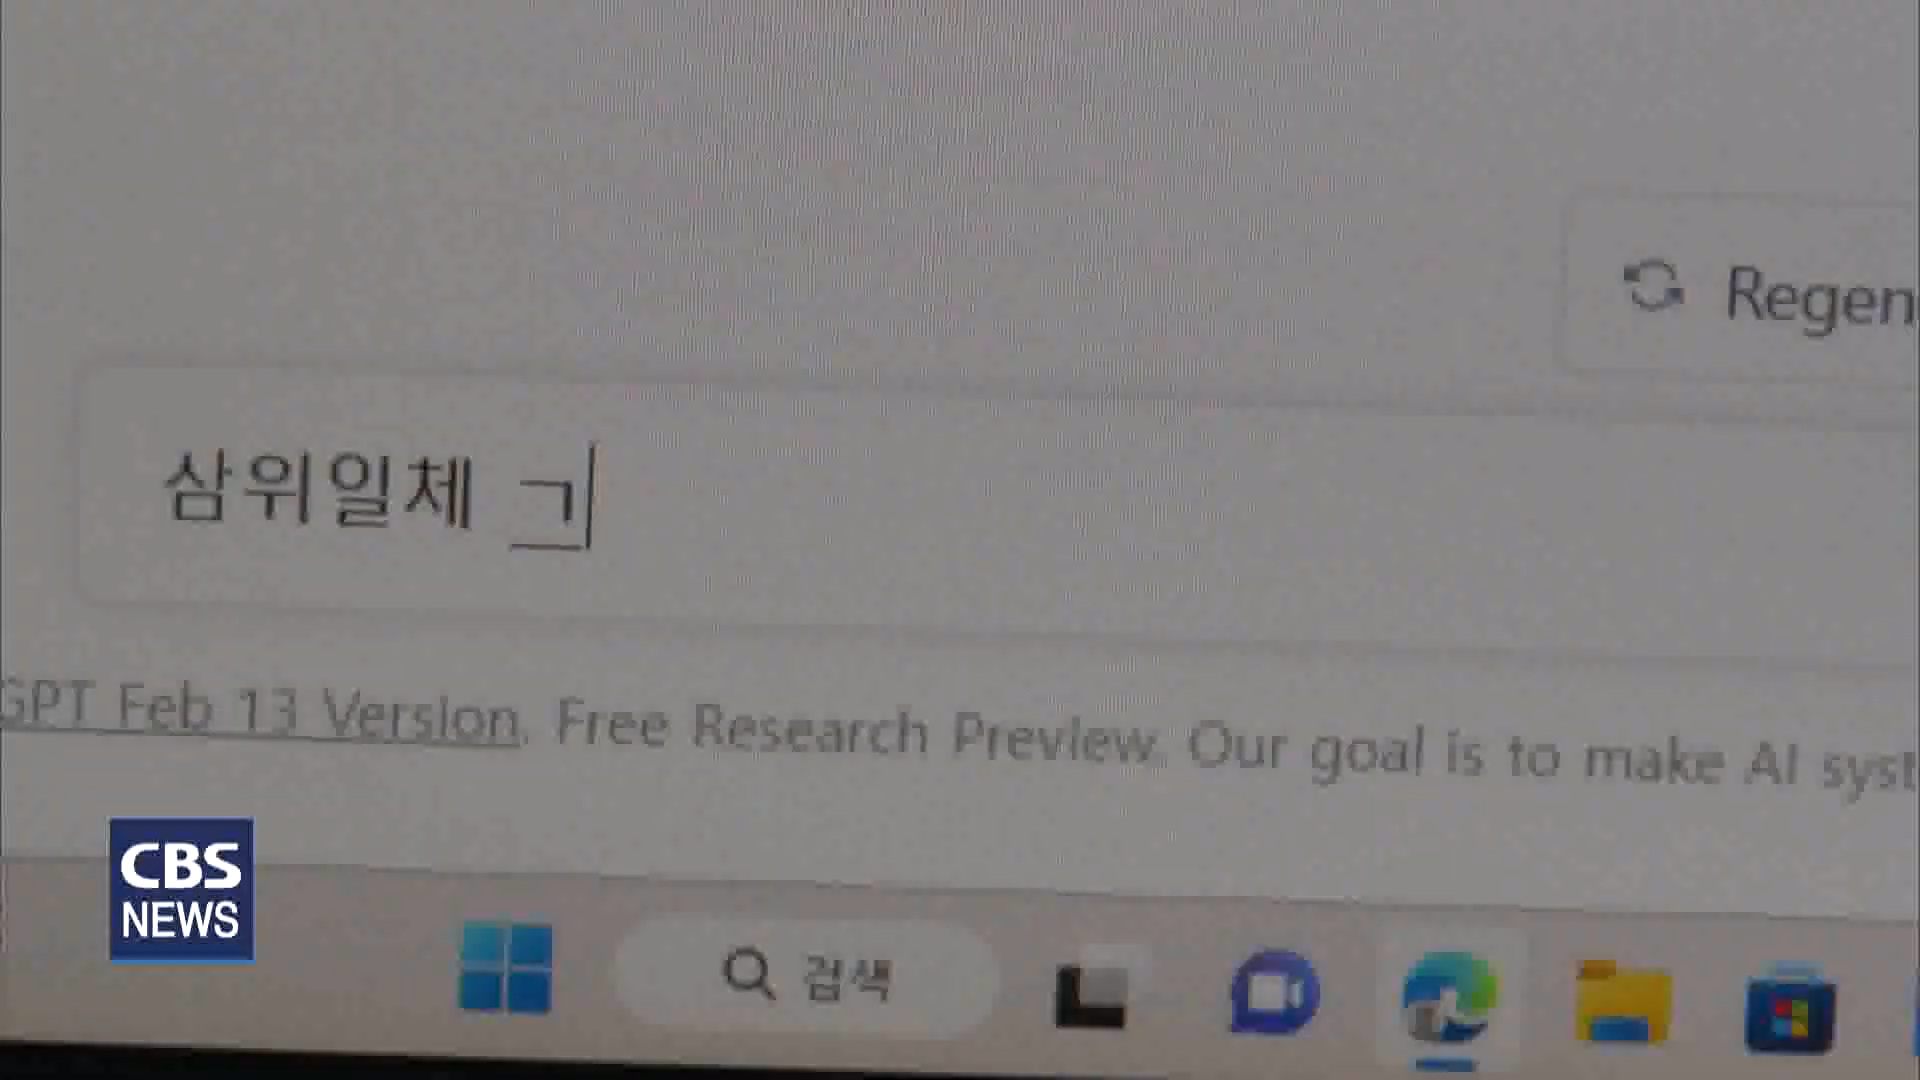 Regen
삼위일체 ㄱ
GPT Feb 13 Version. Free Research Preview. Our goal is to make AI syst
CBS
NEWS
검색